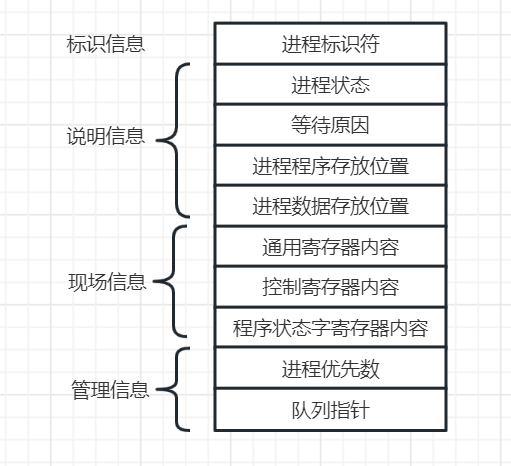 标识信息
进程标识符
说明信息
进程状态
等待原因
进程程序存放位置
进程数据存放位置
现场信息
通用寄存器内容
控制寄存器内容
程序状态字寄存器内容
管理信息
进程优先数
队列指针